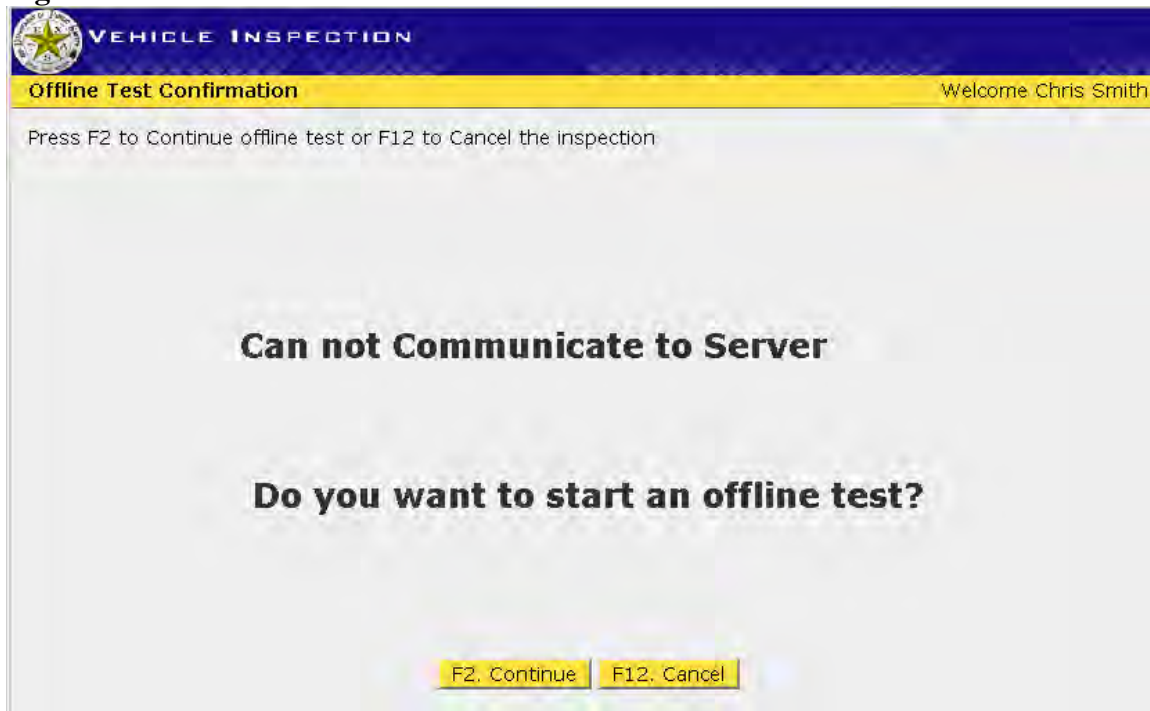 VEHICLE INSPECTION
Offline Test Confirmation Welcome Chris Smith
Press F2 to Continue offline test or F12 to Cancel the inspection
Can not Communicate to Server
Do you want to start an offline test?
F2. Continue F12. Cancel